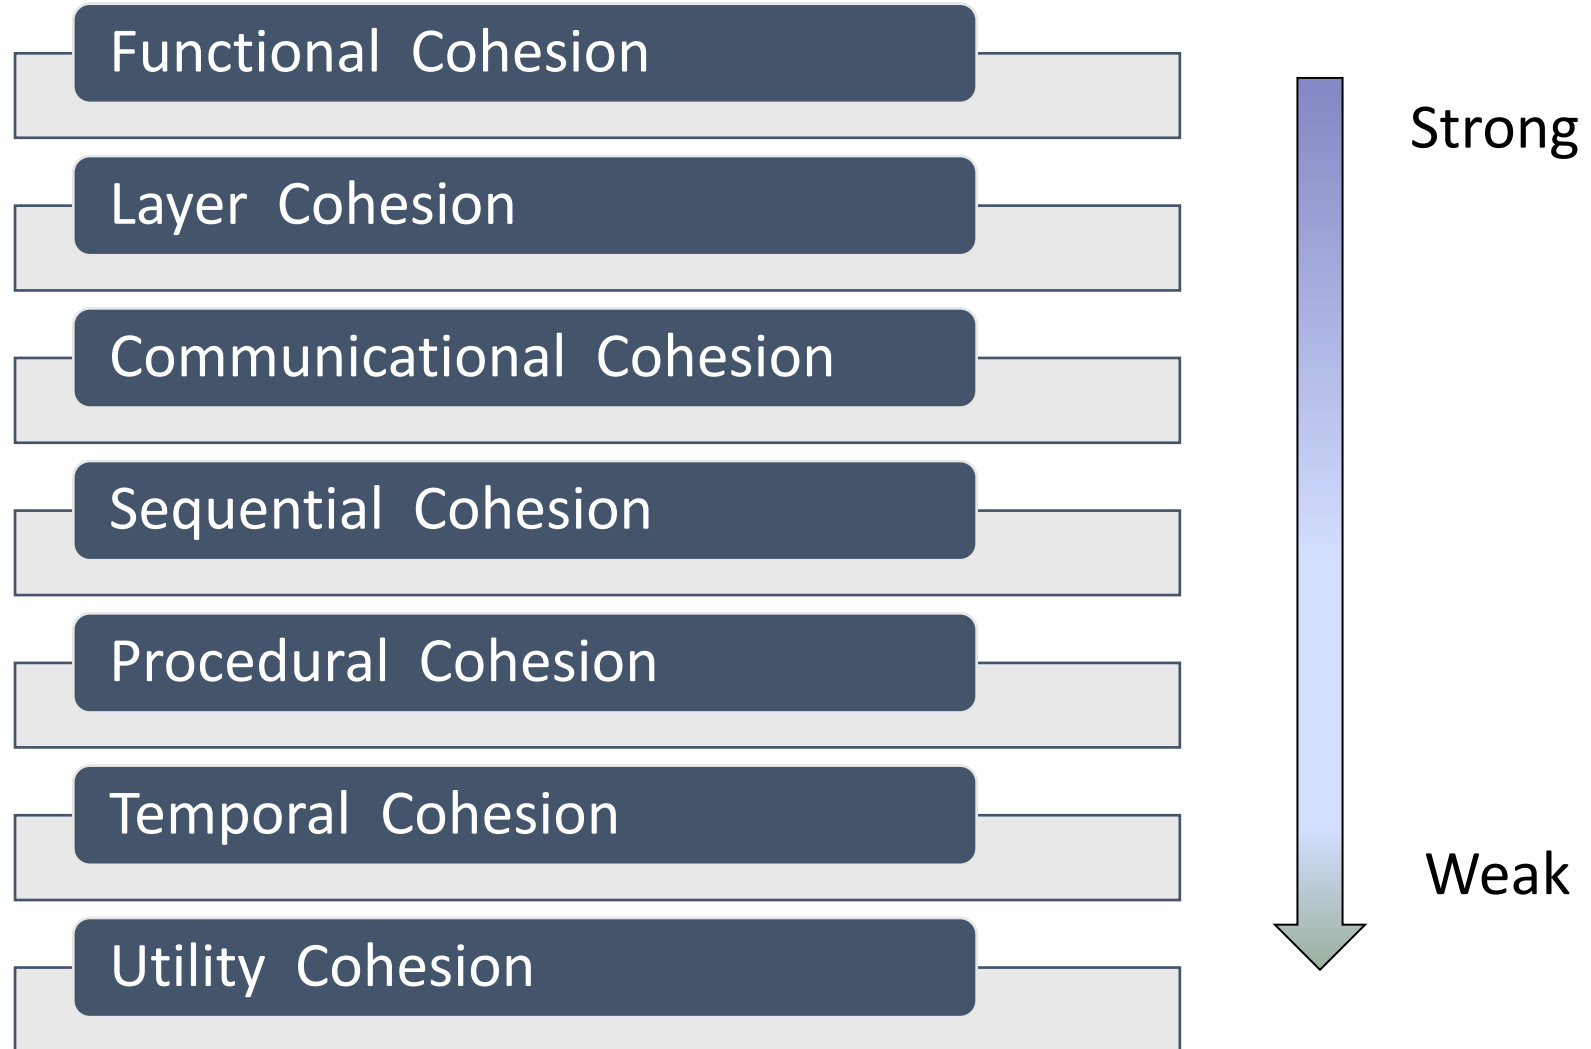 Functional Cohesion
Strong
Layer Cohesion
Communicational Cohesion
Sequential Cohesion
Procedural Cohesion
Temporal Cohesion
Weak
Utility Cohesion